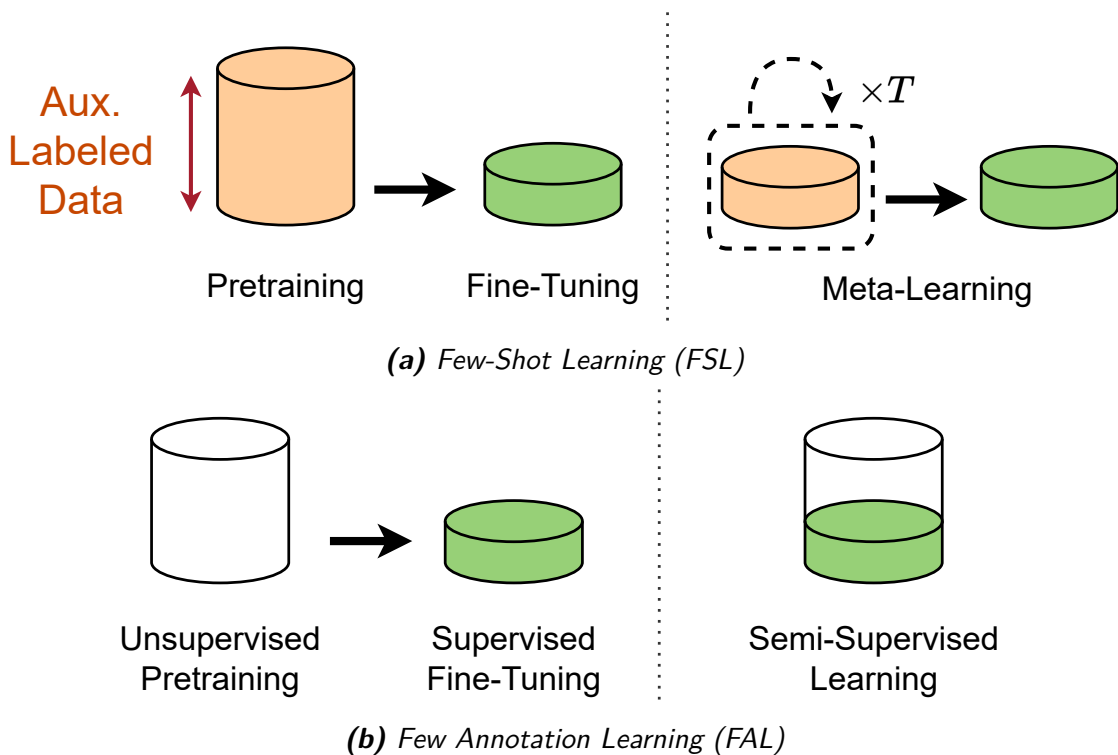 Aux.
Labeled
Data
×T
Pretraining
Fine-Tuning
Meta-Learning
(a) Few-Shot Learning (FSL)
Unsupervised
Pretraining
Supervised
Fine-Tuning
Semi-Supervised
Learning
(b) Few Annotation Learning (FAL)